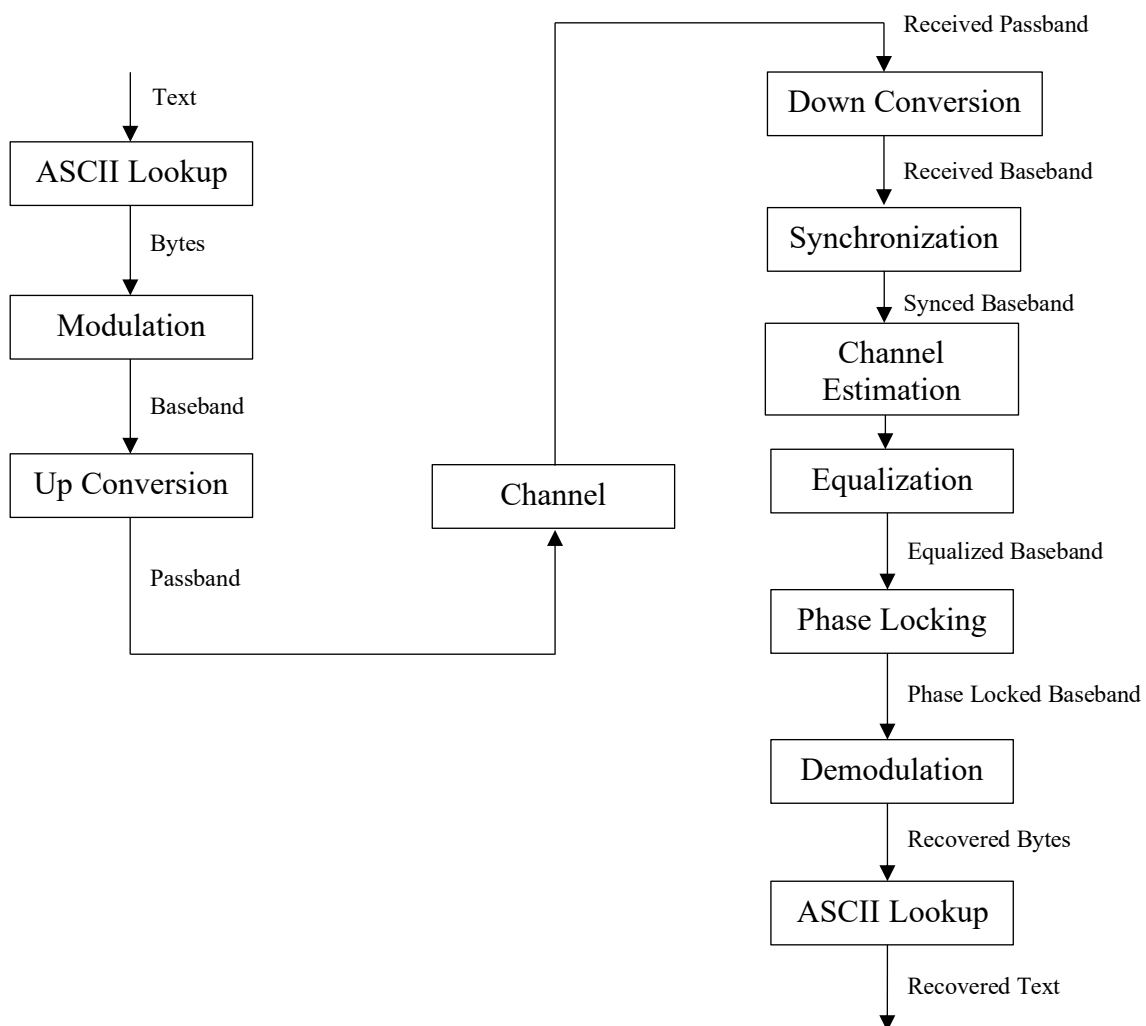 Text
ASCII Lookup
Bytes
Modulation
Baseband
Up Conversion
Passband
Channel
Received Passband
Down Conversion
Received Baseband
Synchronization
Synced Baseband
Channel
Estimation
Equalization
Equalized Baseband
Phase Locking
Phase Locked Baseband
Demodulation
Recovered Bytes
ASCII Lookup
Recovered Text